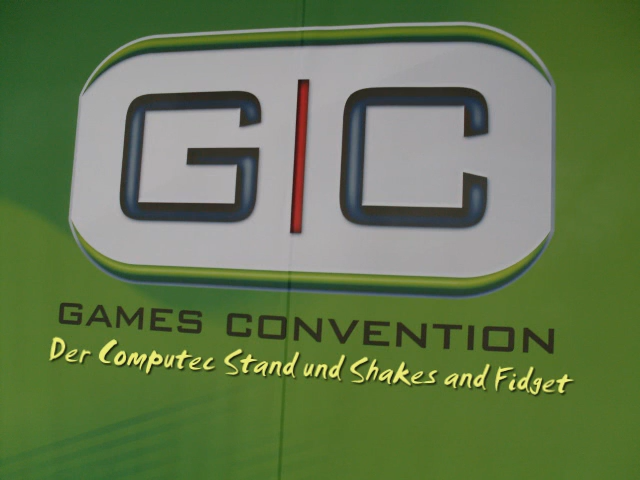 G|C
GAMES CONVENTION
Der Computec Stand und Shakes and Fidget